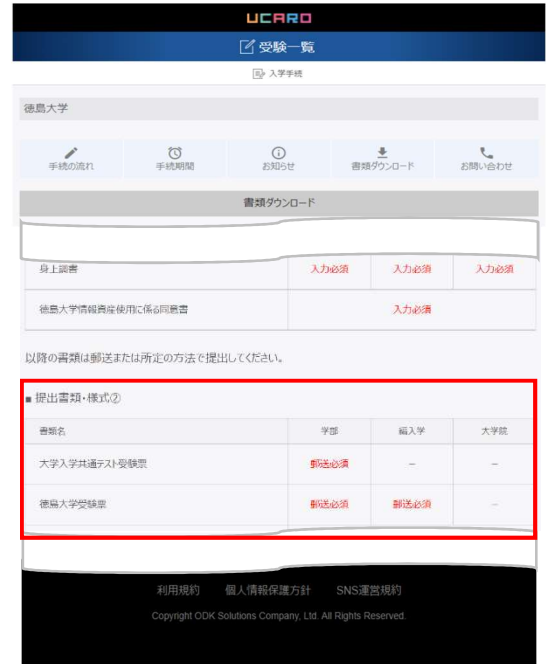 UCARO
受験一覧
入学手続
徳島大学
手続の流れ 手続期間 お知らせ 書類ダウンロード お問い合わせ
書類ダウンロード
身上調書 入力必須 入力必須 入力必須
徳島大学情報資産使用に係る同意書 入力必須
以降の書類は郵送または所定の方法で提出してください。
■ 提出書類・様式②
書類名 学部 編入学 大学院
大学入学共通テスト受験票 郵送必須 － －
徳島大学受験票 郵送必須 郵送必須 －
利用規約 個人情報保護方針 SNS運営規約
Copyright ODK Solutions Company, Ltd. All Rights Reserved.